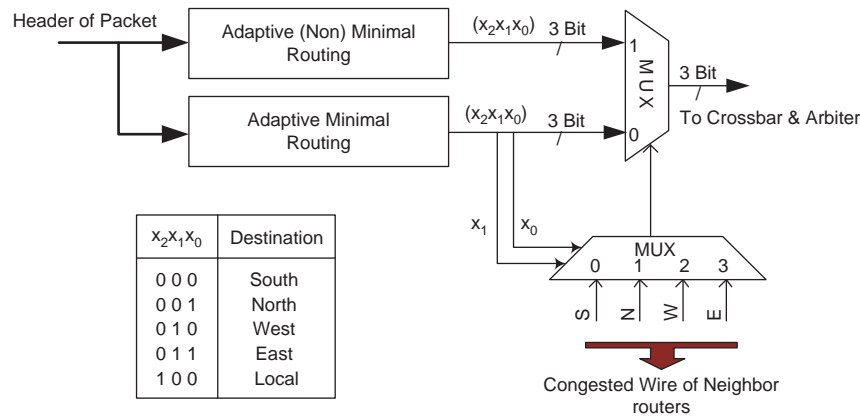 Header of Packet
Adaptive (Non) Minimal
Routing
(x2x1x0)
3 Bit
1
MUX
3 Bit
To Crossbar & Arbiter
Adaptive Minimal
Routing
(x2x1x0)
3 Bit
0
x1
x0
MUX
0 1 2 3
S N W E
Congested Wire of Neighbor
routers
x2x1x0 Destination
0 0 0 South
0 0 1 North
0 1 0 West
0 1 1 East
1 0 0 Local